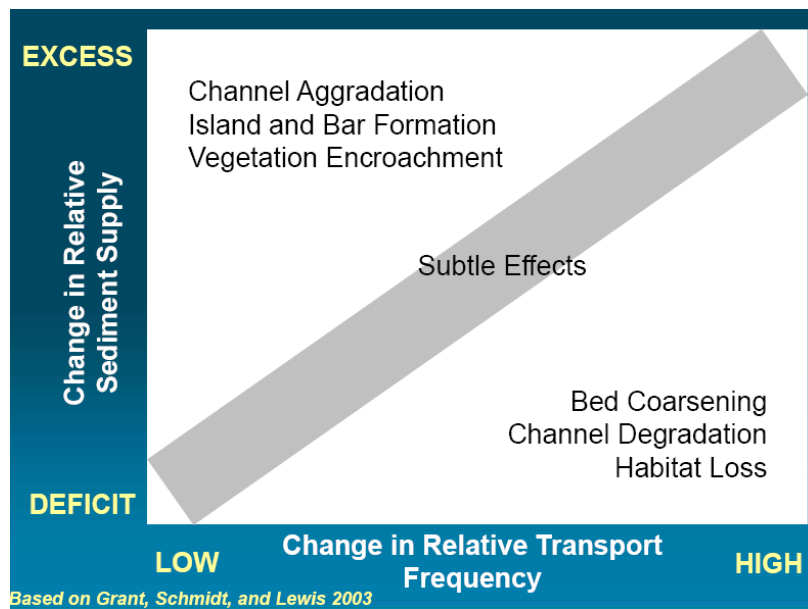 EXCESS
Channel Aggradation
Island and Bar Formation
Vegetation Encroachment
Change in Relative
Sediment Supply
Subtle Effects
Bed Coarsening
Channel Degradation
Habitat Loss
DEFICIT
LOW
Change in Relative Transport
Frequency
HIGH
Based on Grant, Schmidt, and Lewis 2003